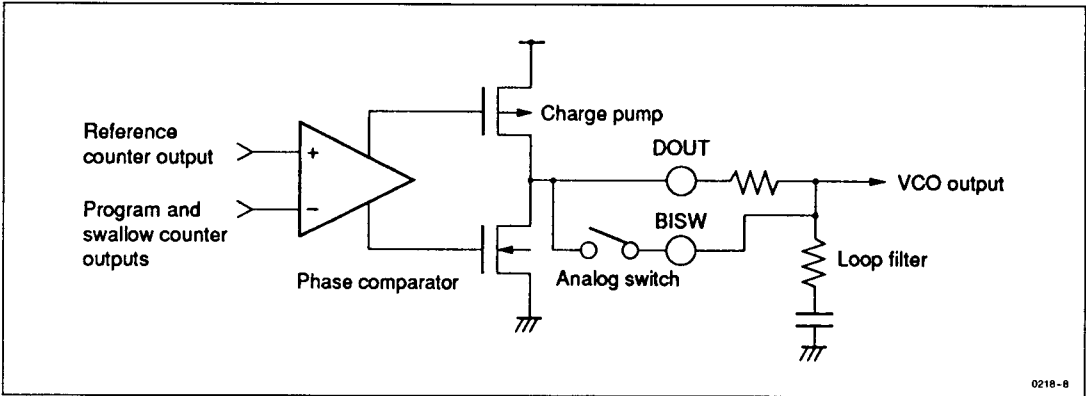 Reference
counter output
Program and
swallow counter
outputs
+
−
Phase comparator
Charge pump
DOUT
BISW
Analog switch
VCO output
Loop filter
0218-8